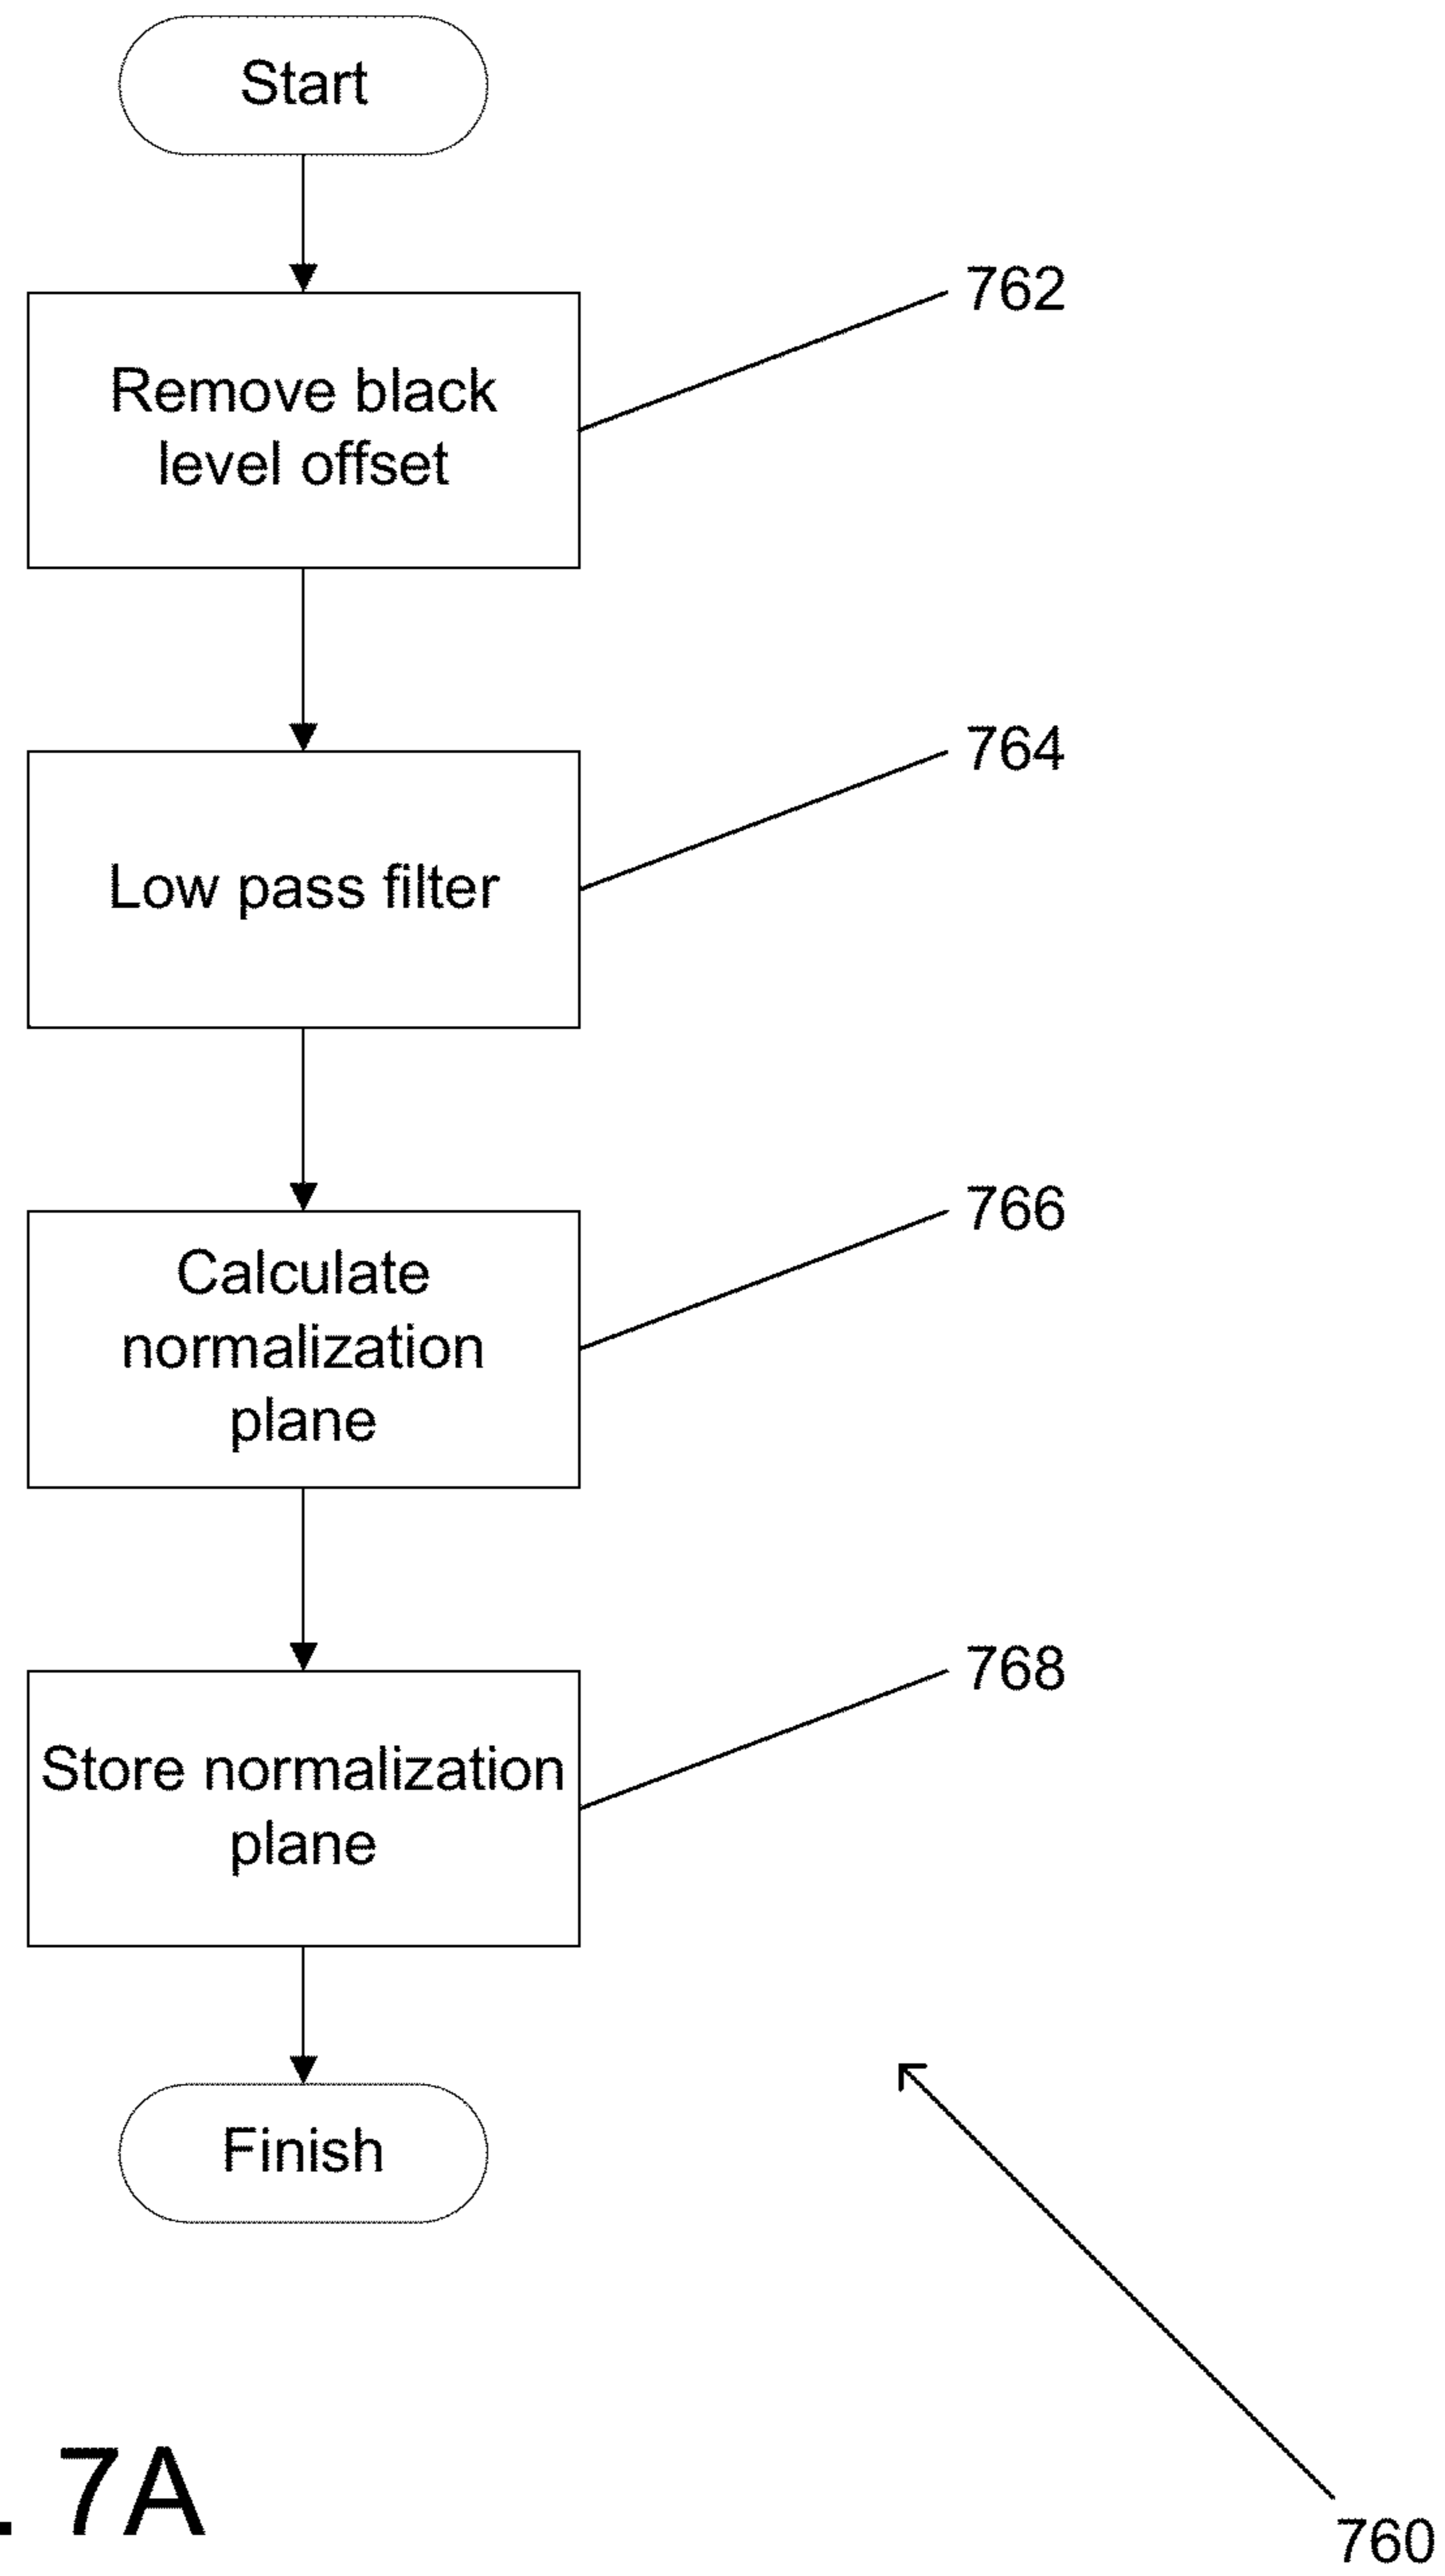 Start
762
Remove black
level offset
764
Low pass filter
766
Calculate
normalization
plane
768
Store normalization
plane
Finish
. 7A
760